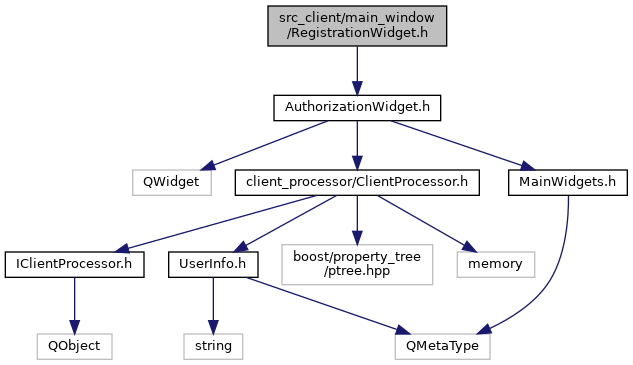 src_client/main_window
/RegistrationWidget.h
AuthorizationWidget.h
QWidget
client_processor/ClientProcessor.h
MainWidgets.h
IClientProcessor.h
UserInfo.h
boost/property_tree
/ptree.hpp
memory
QObject
string
QMetaType